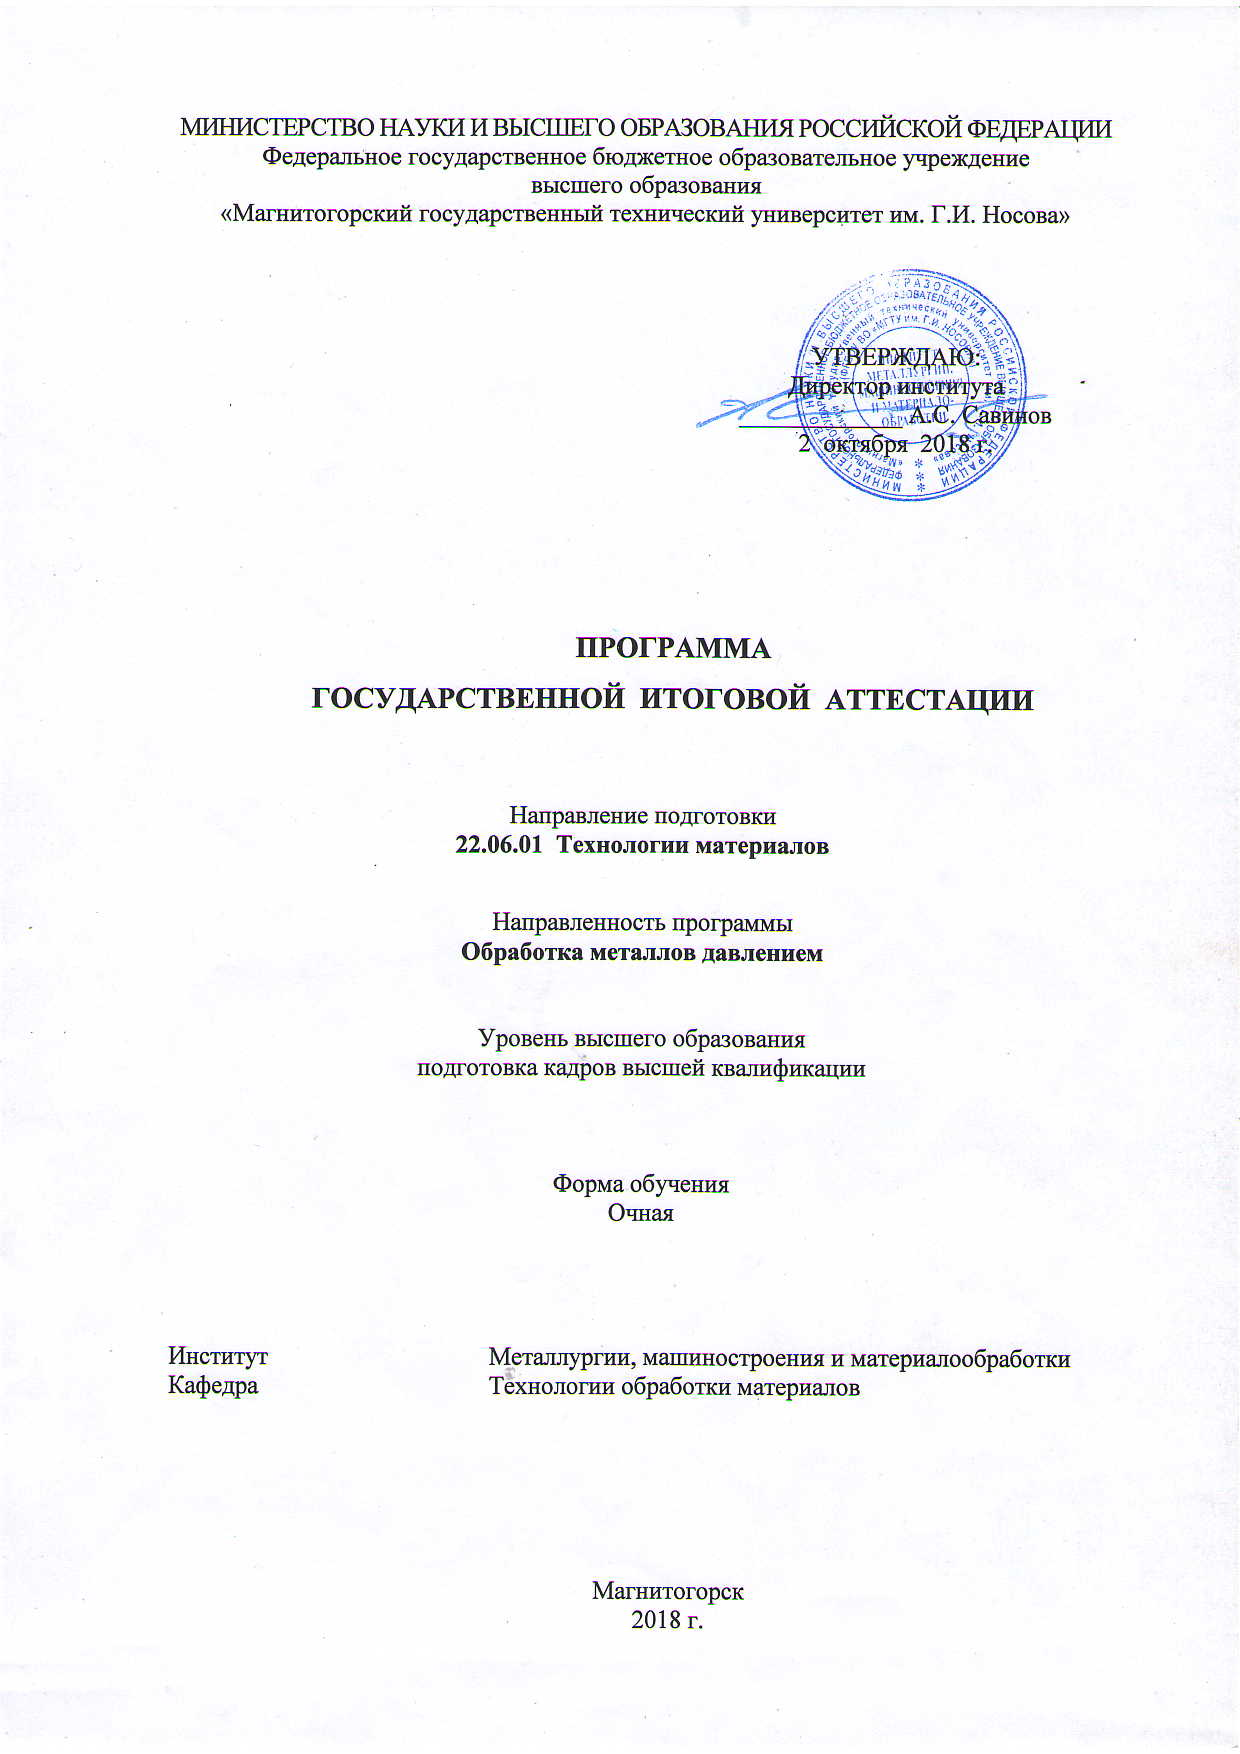 МИНИСТЕРСТВО НАУКИ И ВЫСШЕГО ОБРАЗОВАНИЯ РОССИЙСКОЙ ФЕДЕРАЦИИ
Федеральное государственное бюджетное образовательное учреждение
высшего образования
«Магнитогорский государственный технический университет им. Г.И. Носова»
УТВЕРЖДАЮ:
Директор института
А.С. Савинов
2 октября 2018 г.
МЕТАЛЛУРГИИ,
И МАТЕРИАЛО-
ОБРАБОТКИ
ПРОГРАММА
ГОСУДАРСТВЕННОЙ ИТОГОВОЙ АТТЕСТАЦИИ
Направление подготовки
22.06.01 Технологии материалов
Направленность программы
Обработка металлов давлением
Уровень высшего образования
подготовка кадров высшей квалификации
Форма обучения
Очная
Институт Металлургии, машиностроения и материалообработки
Кафедра Технологии обработки материалов
Магнитогорск
2018 г.